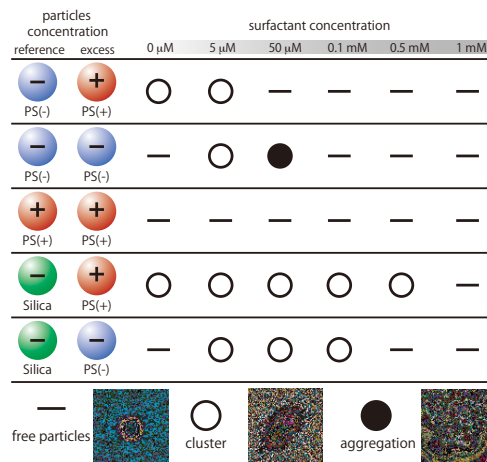 particles
concentration
surfactant concentration
reference excess 0 µM 5 µM 50 µM 0.1 mM 0.5 mM 1 mM
− + − − − −
PS(-) PS(+)
− − − − − −
PS(-) PS(-)
+ + − − − − − −
PS(+) PS(+)
− + −
Silica PS(+)
− − − − −
Silica PS(-)
− free particles cluster aggregation